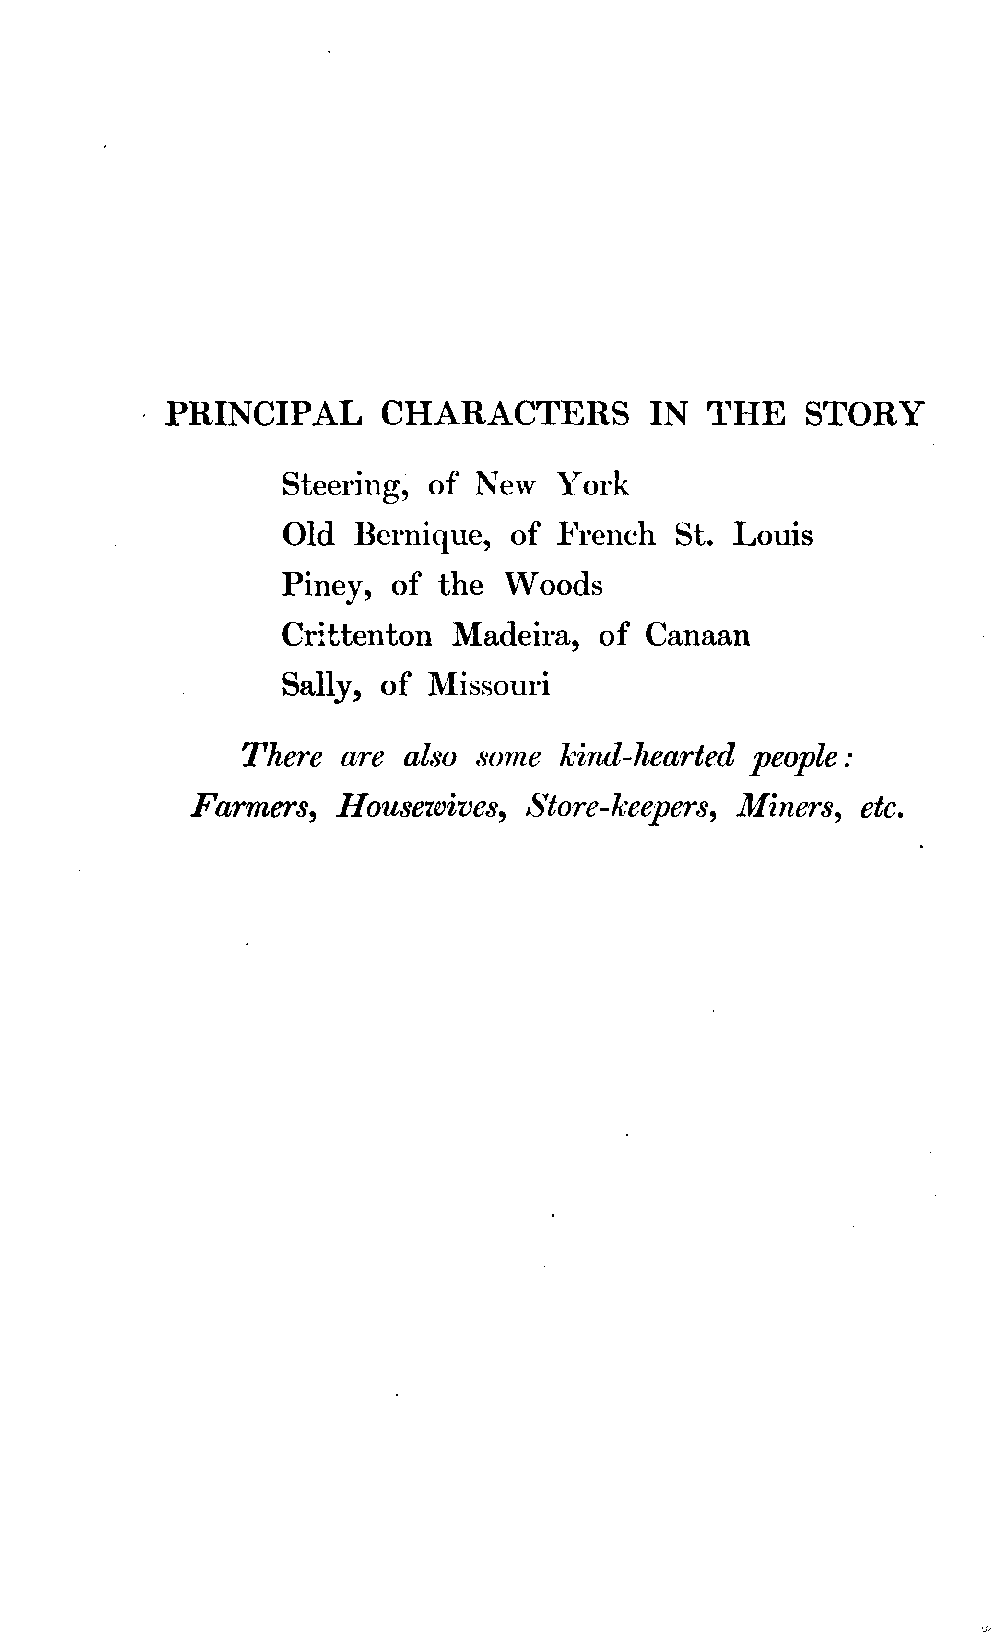 PRINCIPAL CHARACTERS IN THE STORY
Steering, of New York
Old Bernique, of French St. Louis
Piney, of the Woods
Crittenton Madeira, of Canaan
Sally, of Missouri
There are also some kind-hearted people:
Farmers, Housewives, Store-keepers, Miners, etc.